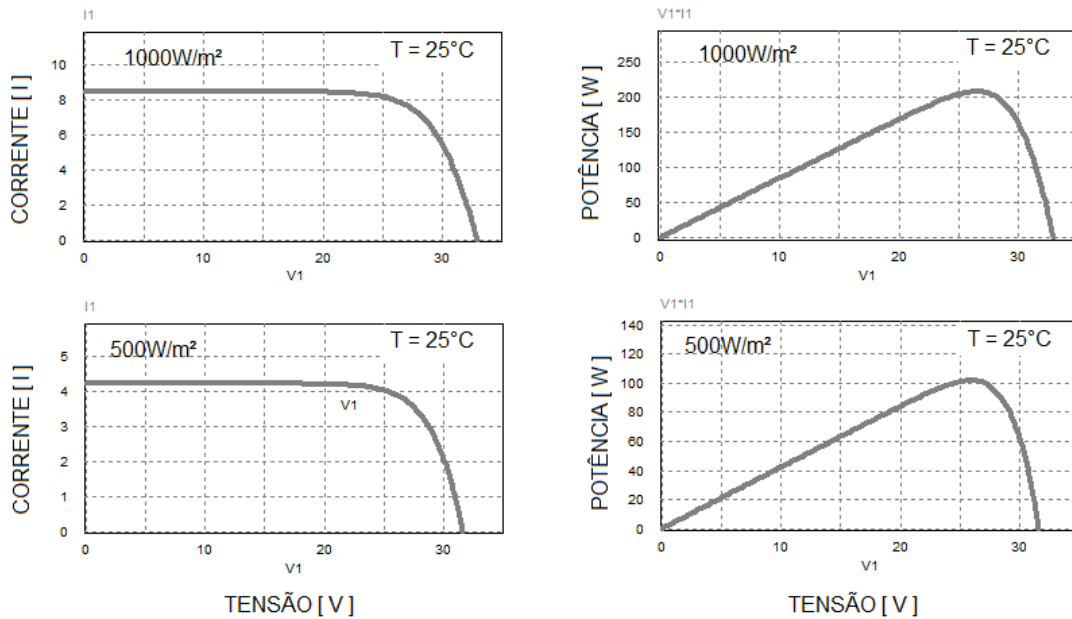 I1
1000W/m²
T = 25°C
CORRENTE [ I ]
10
8
6
4
2
0
0
10
20
30
V1
V1*I1
1000W/m²
T = 25°C
POTÊNCIA [ W ]
250
200
150
100
50
0
0
10
20
30
V1
I1
500W/m²
T = 25°C
CORRENTE [ I ]
5
4
3
2
1
0
V1
0
10
20
30
V1
TENSÃO [ V ]
V1*I1
500W/m²
T = 25°C
POTÊNCIA [ W ]
140
120
100
80
60
40
20
0
0
10
20
30
V1
TENSÃO [ V ]